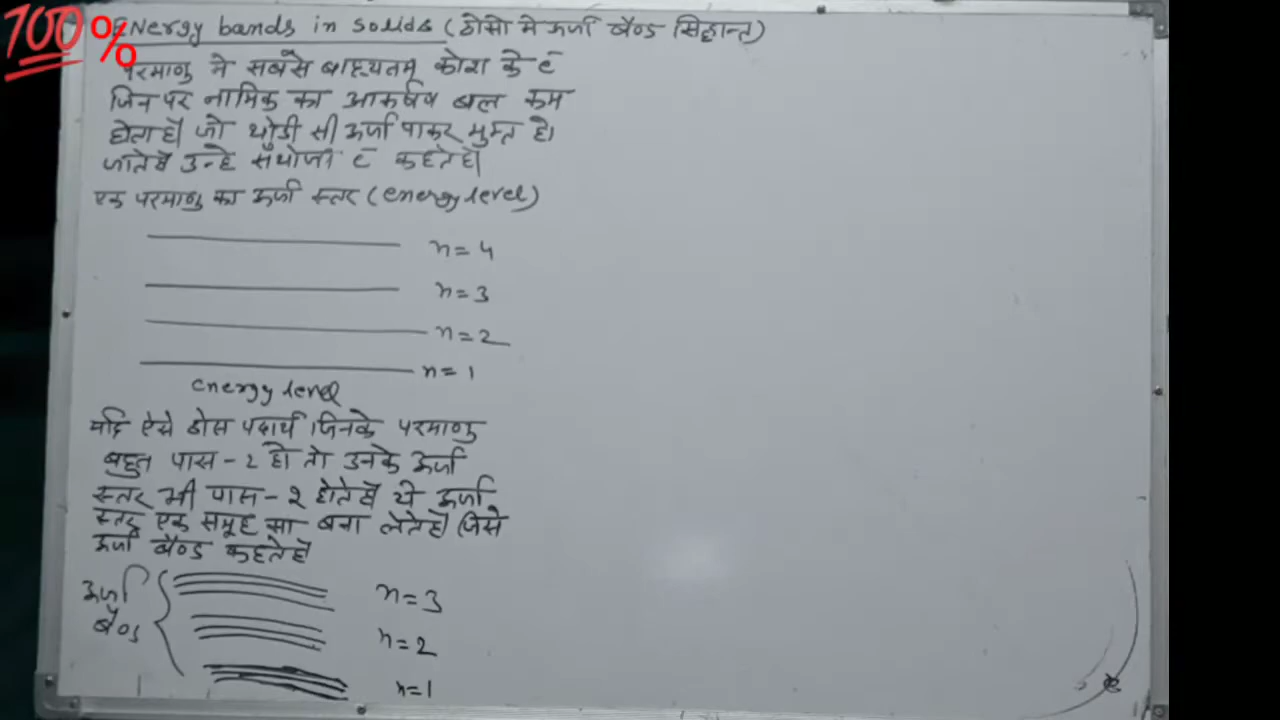 100%
Energy bands in solids (ठोसो मे ऊर्जा बैण्ड सिद्धान्त)
परमाणु मे सबसे बाह्यतम् कोश के e-
जिन पर नाभिक का आकर्षण बल कम
होता है। जो थोडी सी ऊर्जा पाकर मुक्त हो
जाते है उन्हे संयोजी e- कहते है।
एक परमाणु का ऊर्जा स्तर (energy level)
n = 4
n = 3
n = 2
n = 1
energy level
यदि ऐसे ठोस पदार्थ जिनके परमाणु
बहुत पास-2 हो तो उनके ऊर्जा
स्तर भी पास-2 होते है ये ऊर्जा
स्तर एक समूह सा बना लेते है। जिसे
ऊर्जा बैण्ड कहते है
ऊर्जा बैण्ड
n = 3
n = 2
n = 1